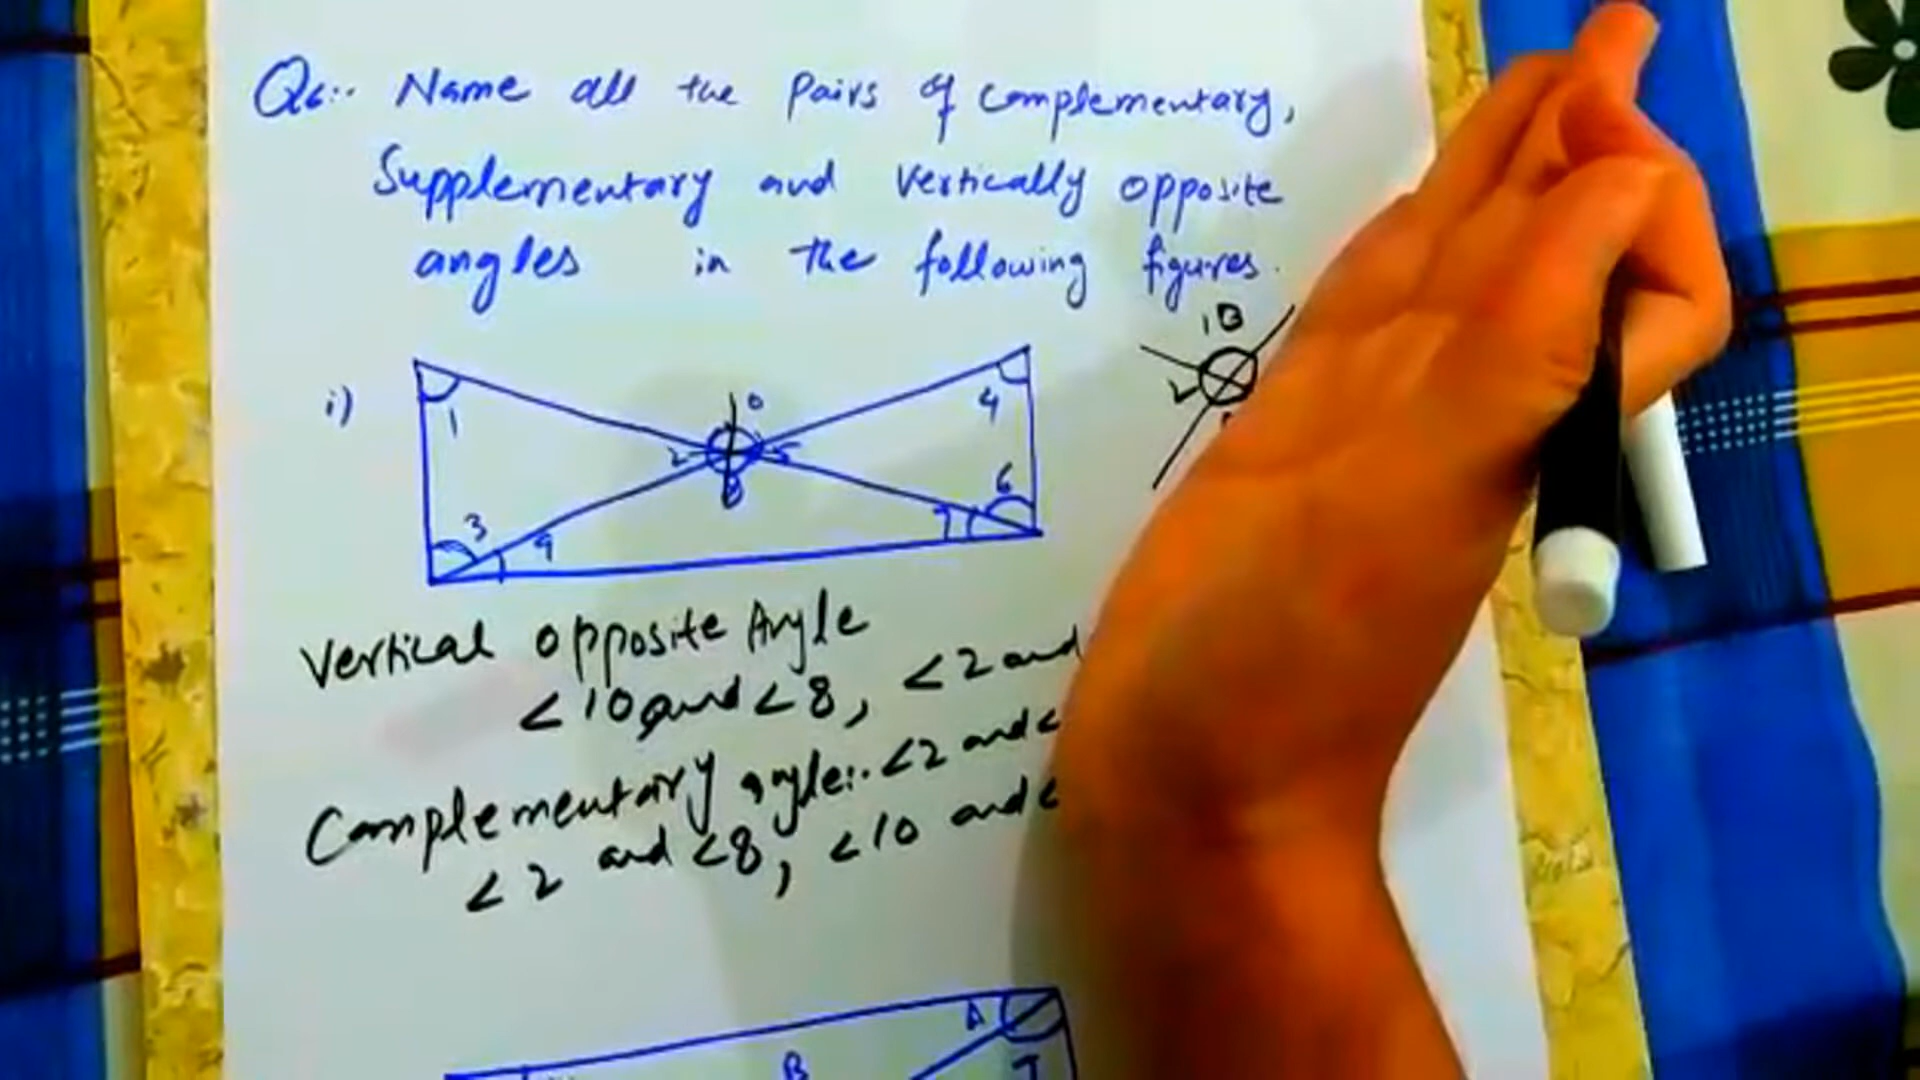 Q6:- Name all the pairs of complementary,
Supplementary and vertically opposite
angles in the following figures.
i)
1
10
2
5
8
4
6
3
9
7
10
2
Vertical opposite Angle
<10 and <8, <2 and
Complementary angle:- <2 and <
<2 and <8, <10 and <
A
B